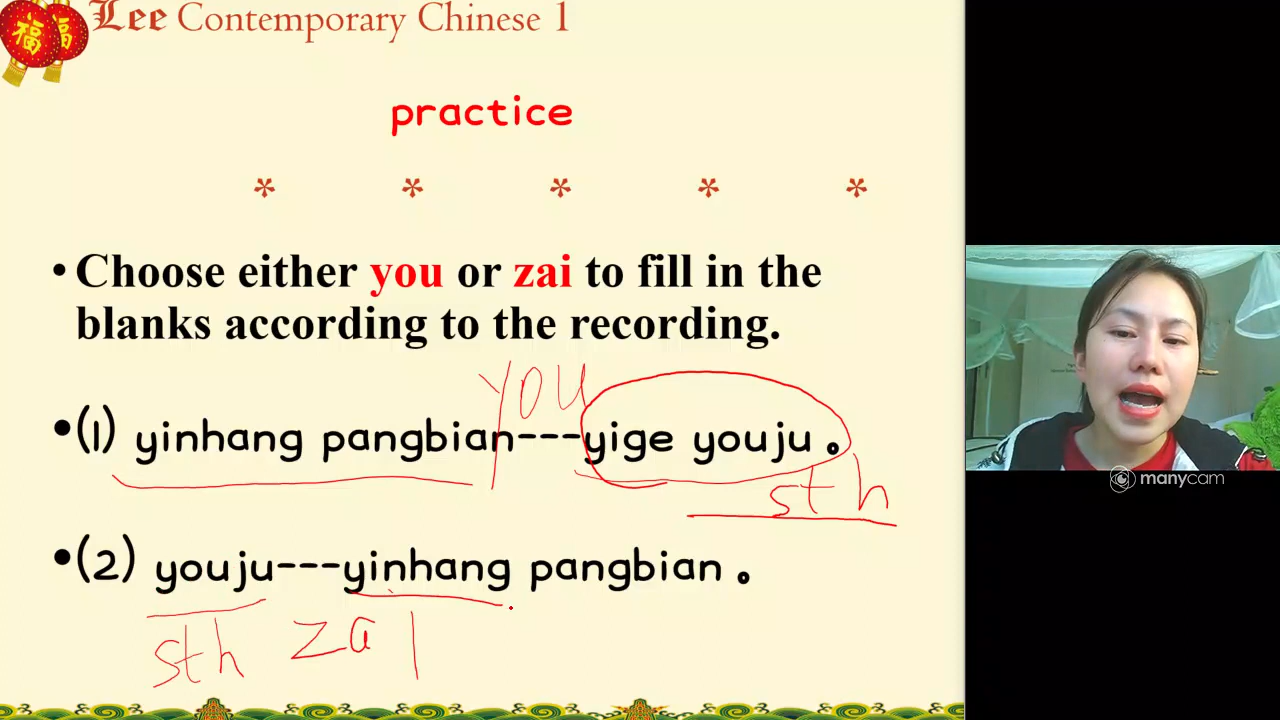 福 福
Lee Contemporary Chinese 1
practice
* * * * *
• Choose either you or zai to fill in the
blanks according to the recording.
you
• (1) yinhang pangbian---yige youju。
sth
• (2) youju---yinhang pangbian。
sth zai
manycam